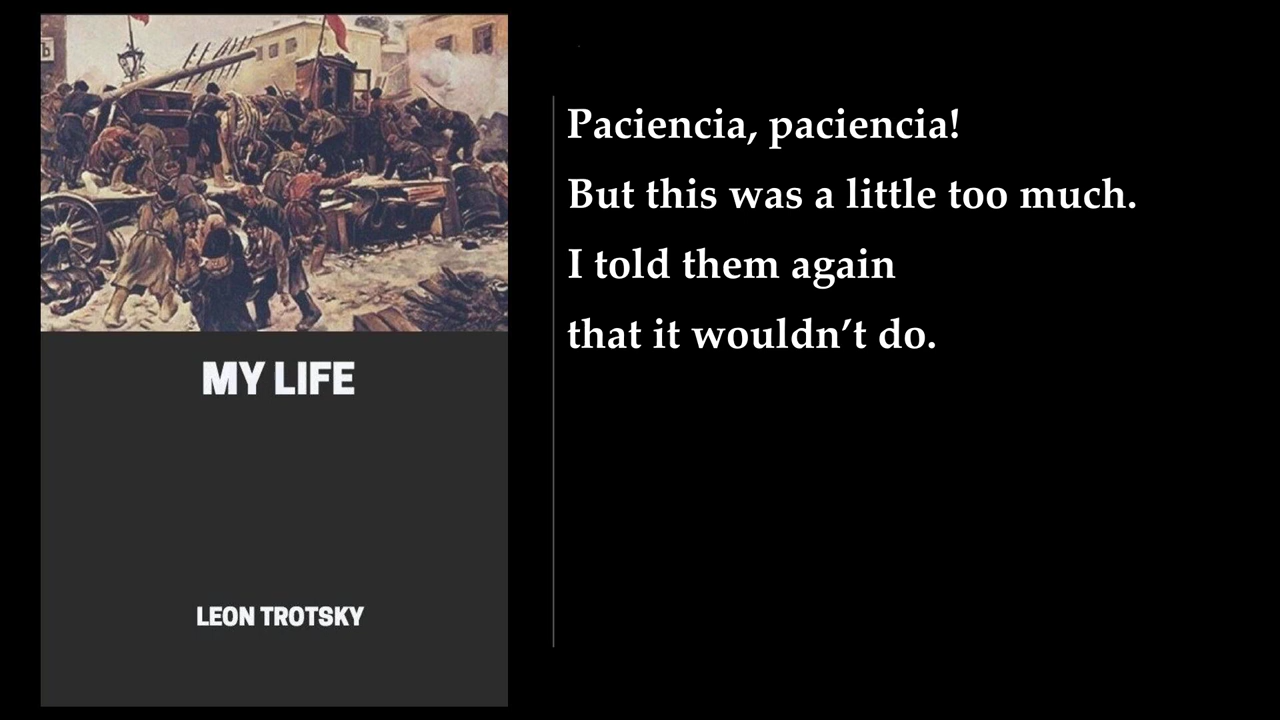 MY LIFE
LEON TROTSKY
Paciencia, paciencia!
But this was a little too much.
I told them again
that it wouldn’t do.